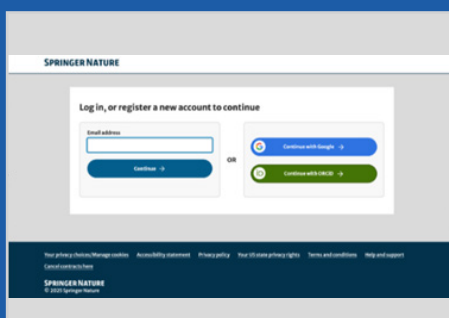 SPRINGER NATURE
Log in, or register a new account to continue
Email address
Continue →
OR
Continue with Google →
Continue with ORCID →
Your privacy choices/Manage cookies Accessibility statement Privacy policy Your US state privacy rights Terms and conditions Help and support
Cancel contracts here
SPRINGER NATURE
© 2025 Springer Nature